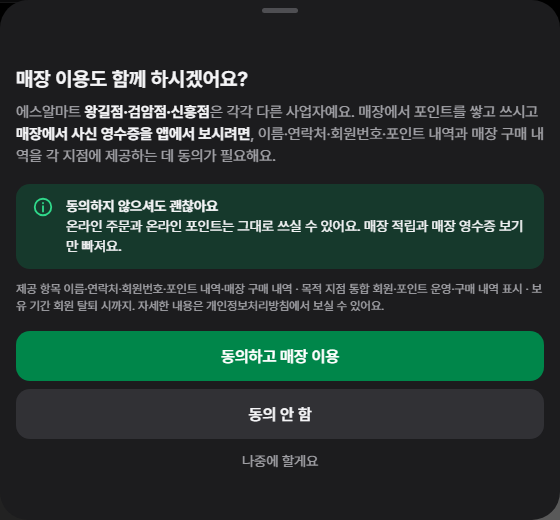 매장 이용도 함께 하시겠어요?
에스알마트 왕길점·검암점·신흥점은 각각 다른 사업자예요. 매장에서 포인트를 쌓고 쓰시고
매장에서 사신 영수증을 앱에서 보시려면, 이름·연락처·회원번호·포인트 내역과 매장 구매 내
역을 각 지점에 제공하는 데 동의가 필요해요.
동의하지 않으셔도 괜찮아요
온라인 주문과 온라인 포인트는 그대로 쓰실 수 있어요. 매장 적립과 매장 영수증 보기
만 빠져요.
제공 항목 이름·연락처·회원번호·포인트 내역·매장 구매 내역 · 목적 지점 통합 회원·포인트 운영·구매 내역 표시 · 보
유 기간 회원 탈퇴 시까지. 자세한 내용은 개인정보처리방침에서 보실 수 있어요.
동의하고 매장 이용
동의 안 함
나중에 할게요